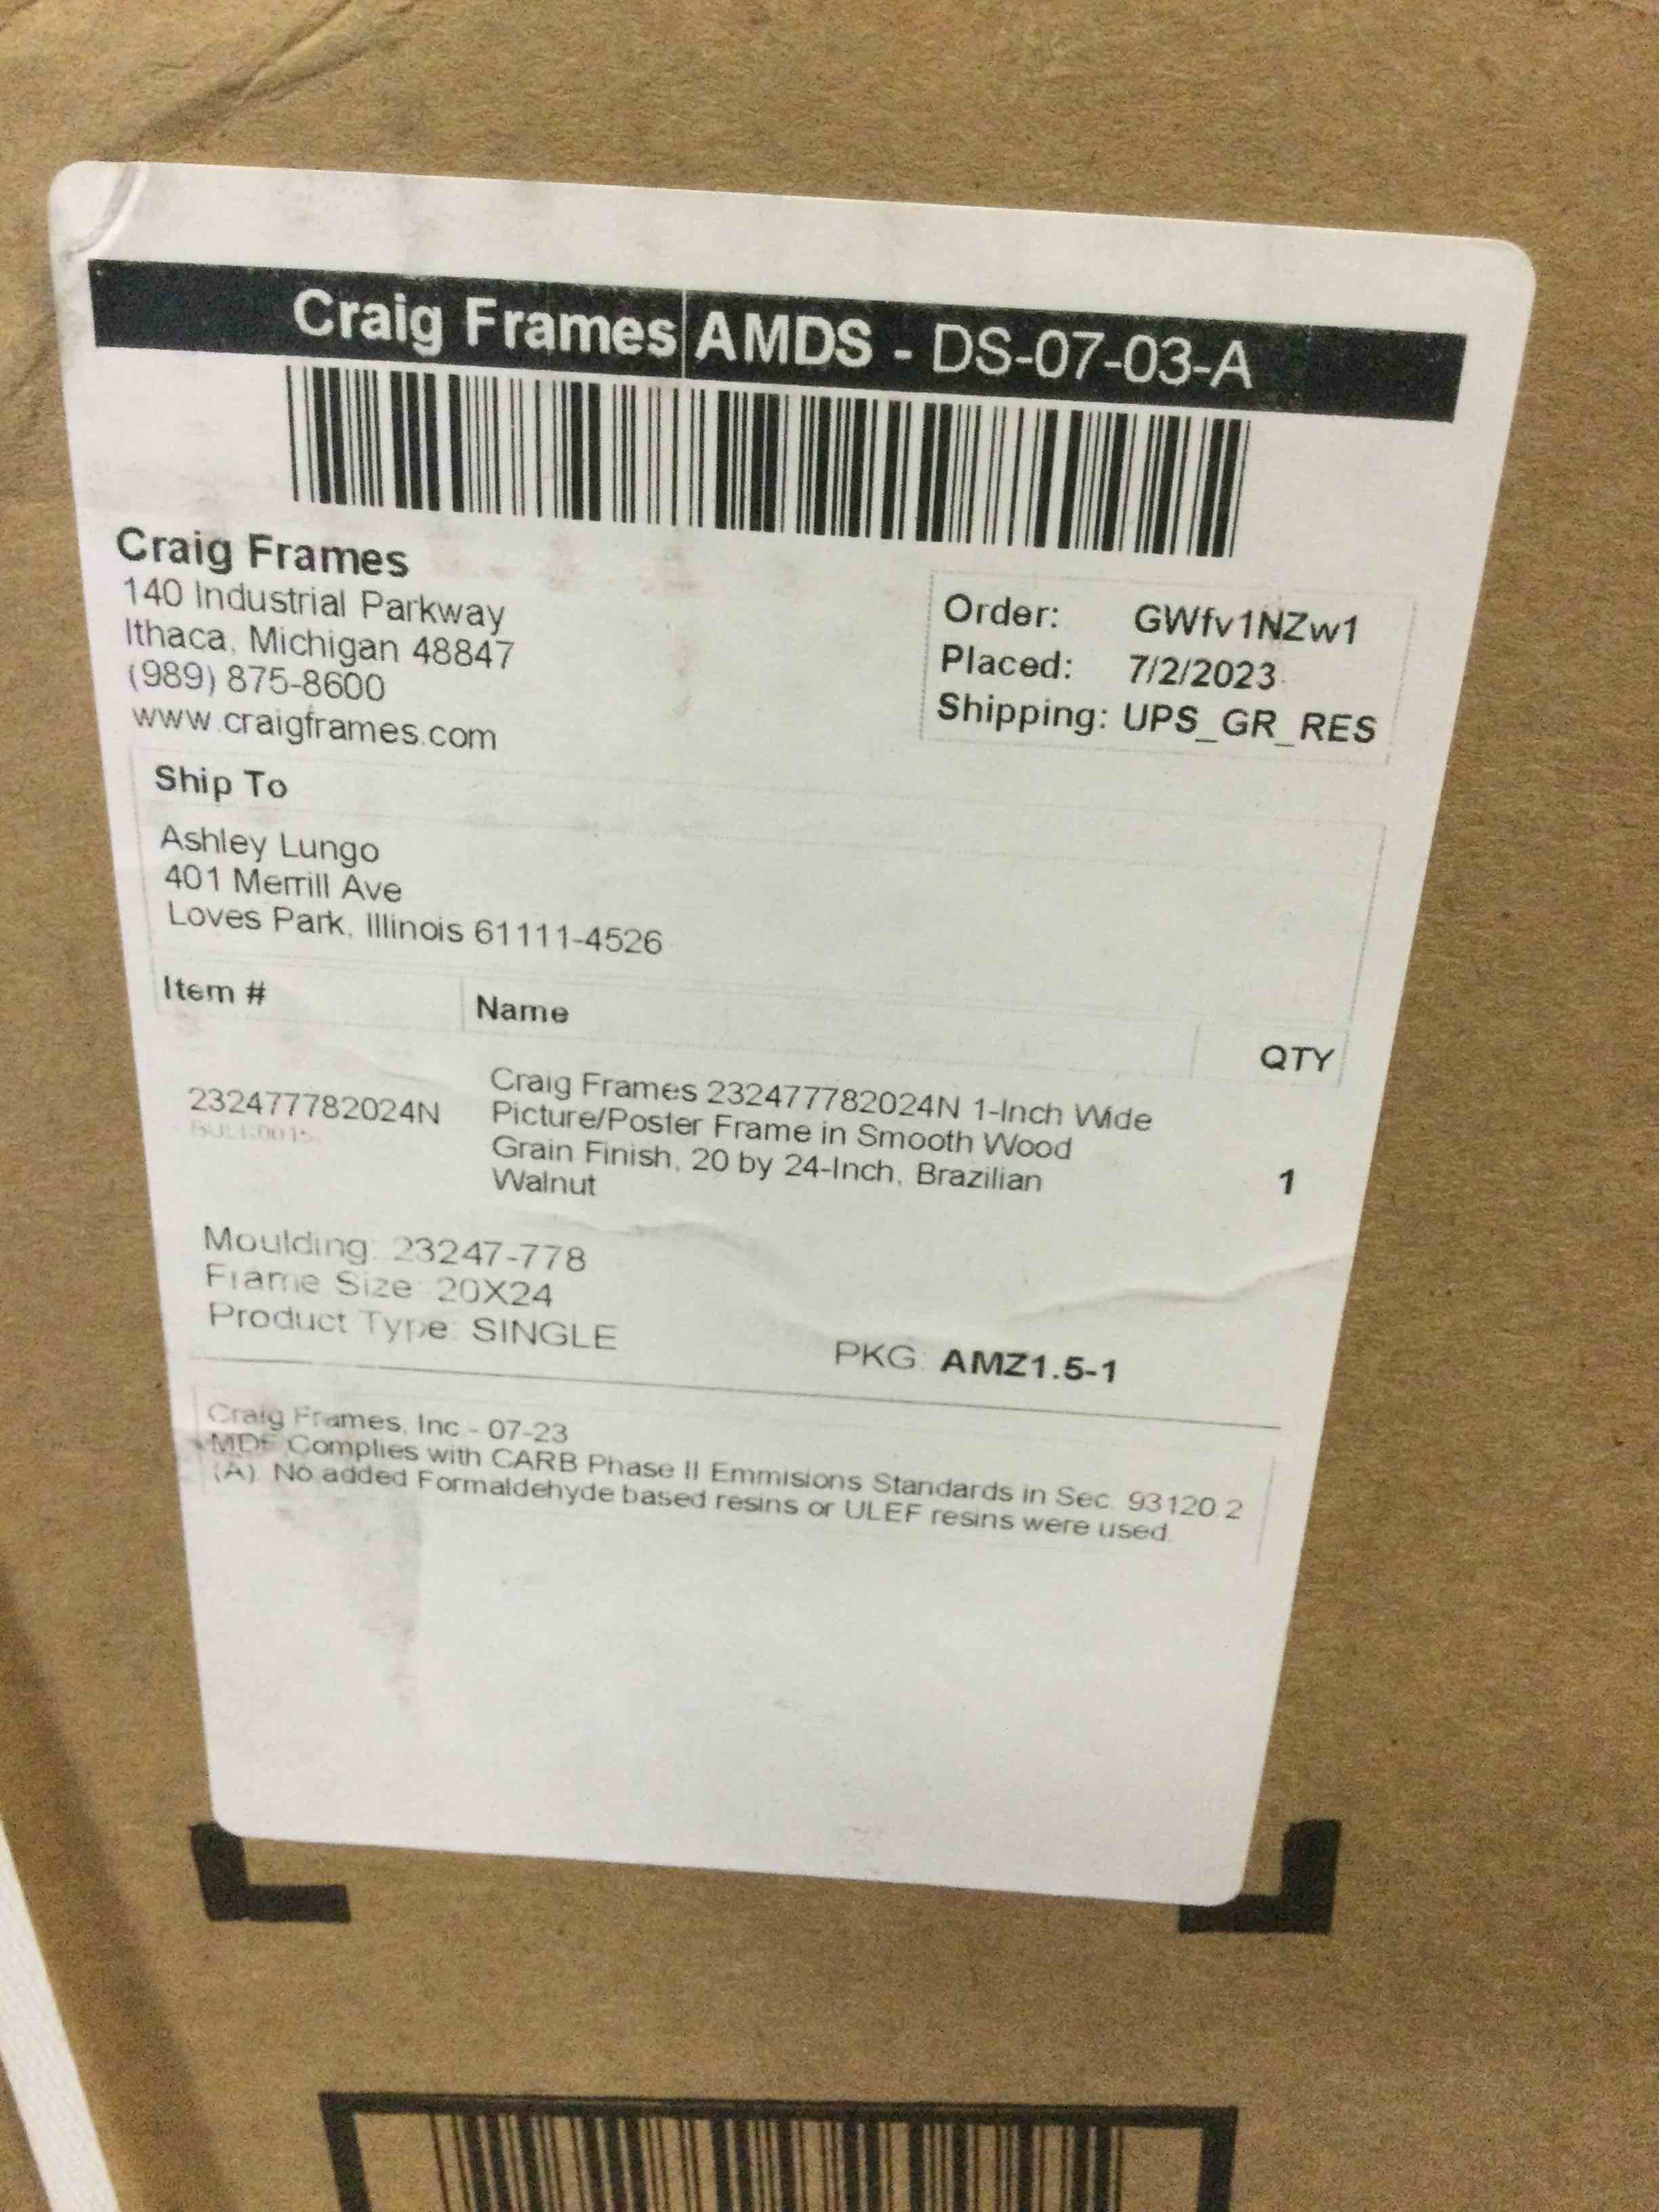 Craig Frames AMDS - DS-07-03-A
Craig Frames
140 Industrial Parkway
Ithaca, Michigan 48847
(989) 875-8600
www.craigframes.com
Order: GWfv1NZw1
Placed: 7/2/2023
Shipping: UPS_GR_RES
Ship To
Ashley Lungo
401 Merrill Ave
Loves Park, Illinois 61111-4526
Item # Name QTY
232477782024N
Craig Frames 232477782024N 1-Inch Wide
Picture/Poster Frame in Smooth Wood
Grain Finish, 20 by 24-Inch, Brazilian
Walnut
1
Moulding: 23247-778
Frame Size: 20X24
Product Type: SINGLE
PKG: AMZ1.5-1
Craig Frames, Inc - 07-23
MDF Complies with CARB Phase II Emmisions Standards in Sec. 93120.2
(A). No added Formaldehyde based resins or ULEF resins were used.